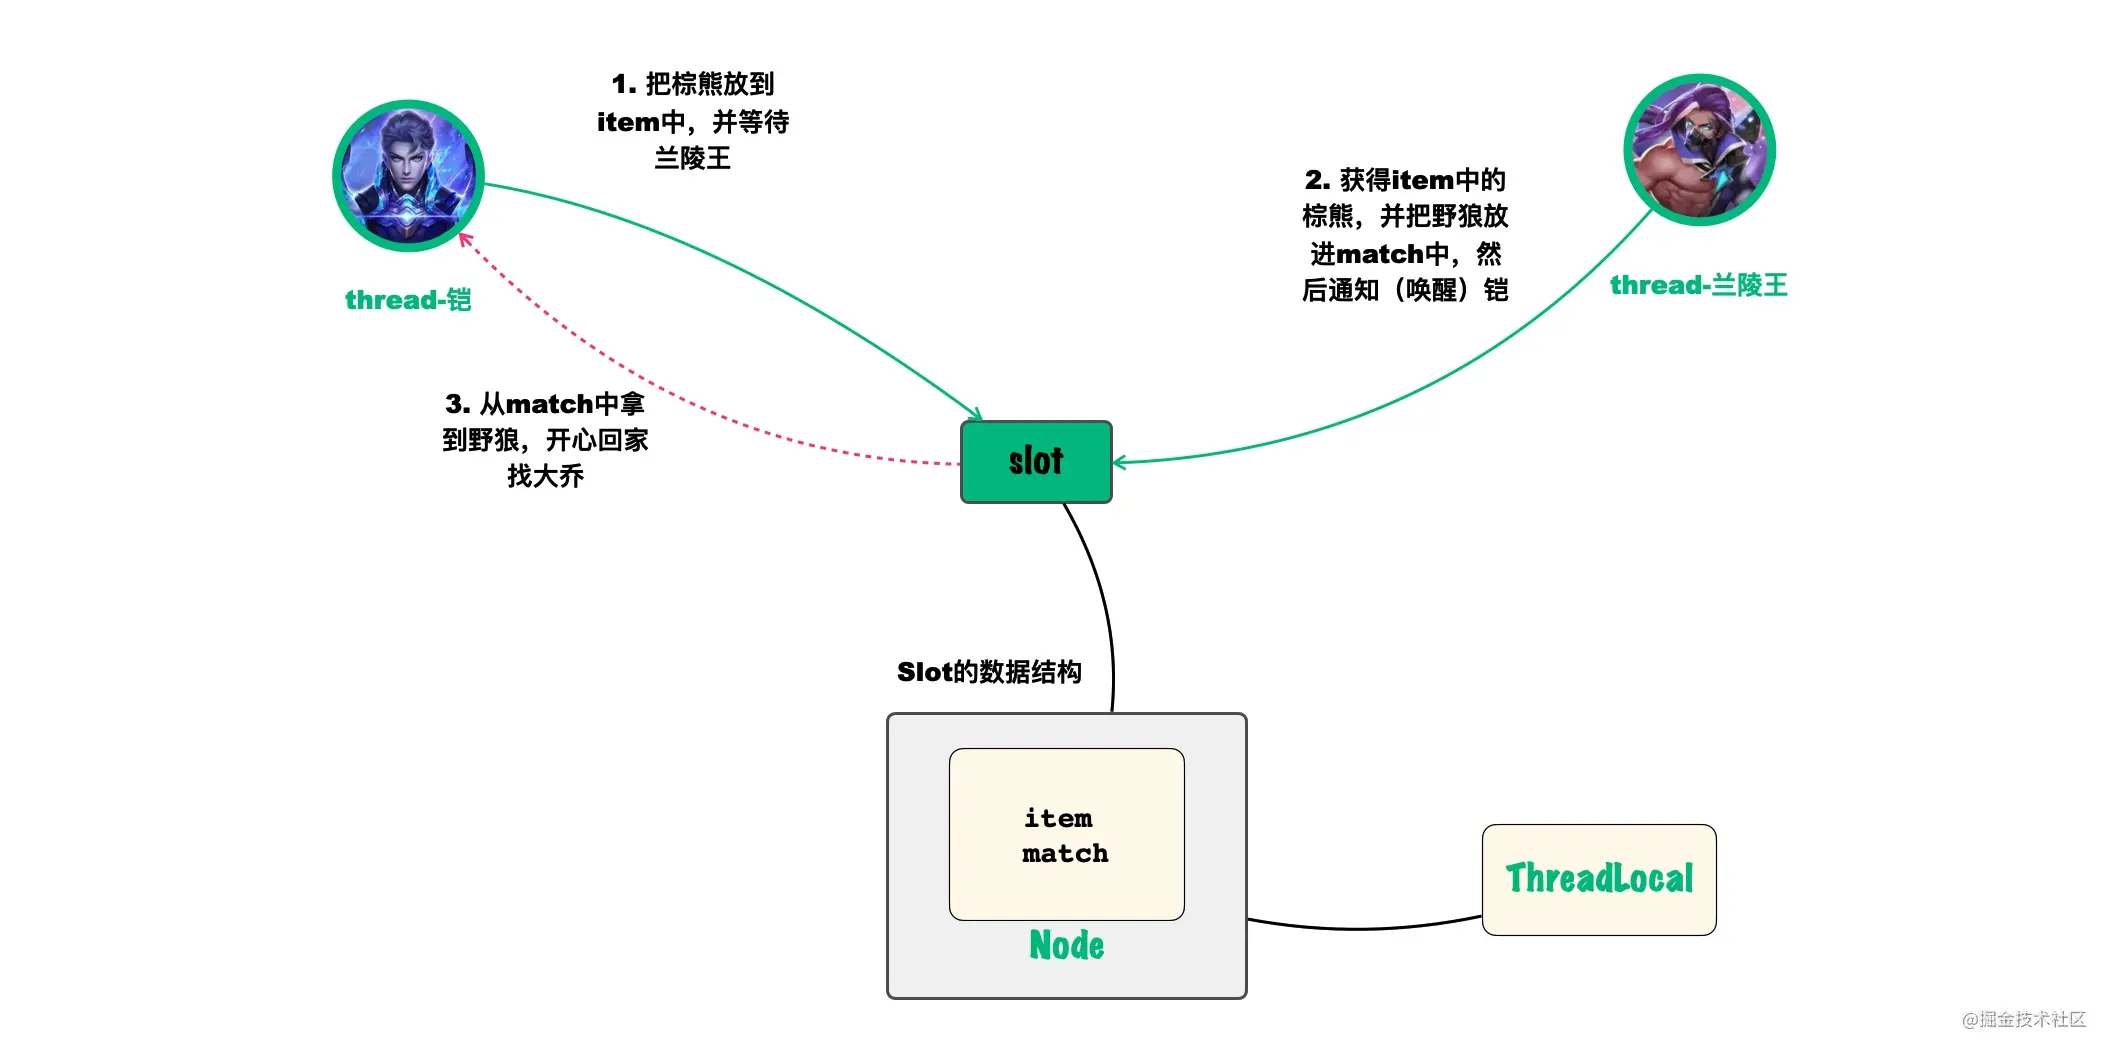 1. 把棕熊放到
item中，并等待
兰陵王
thread-铠
2. 获得item中的
棕熊，并把野狼放
进match中，然
后通知（唤醒）铠
thread-兰陵王
3. 从match中拿
到野狼，开心回家
找大乔
slot
Slot的数据结构
item
match
Node
ThreadLocal
@掘金技术社区